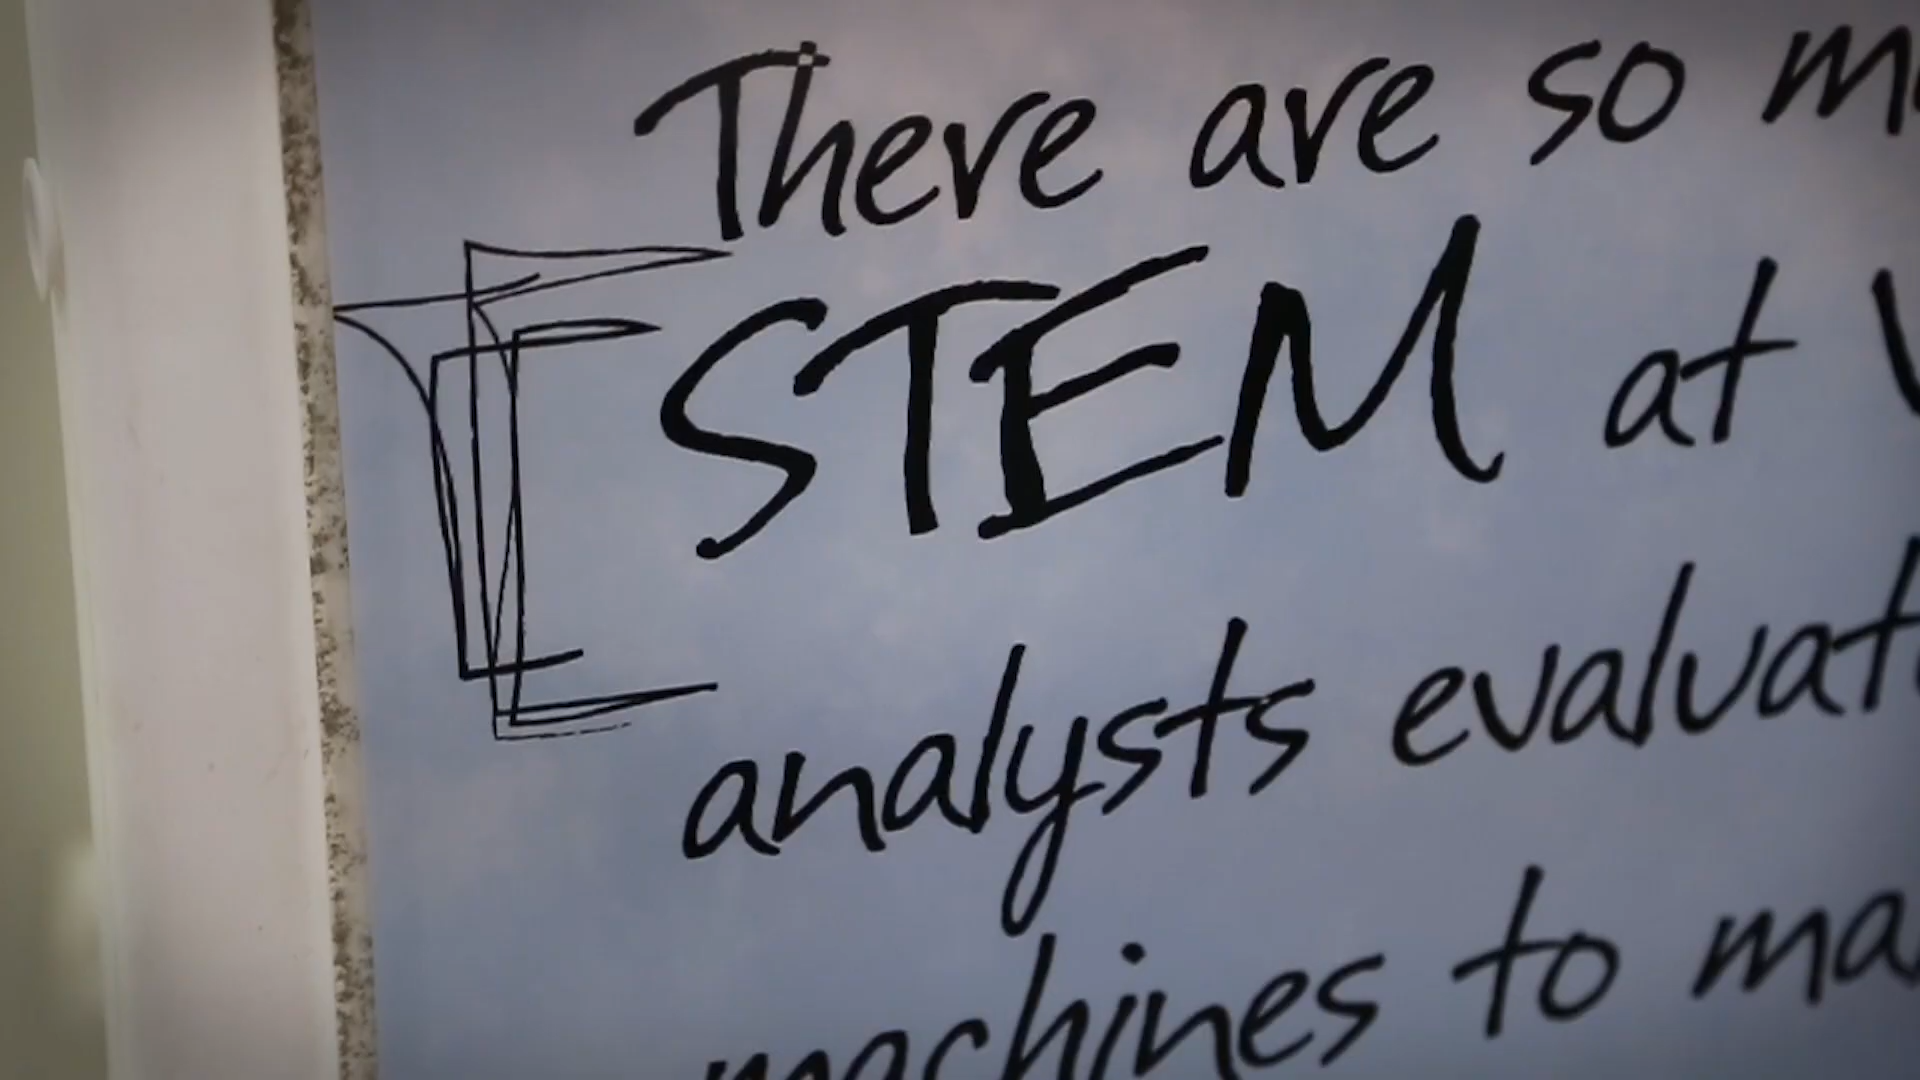 There are so
STEM at
analysts
machines to